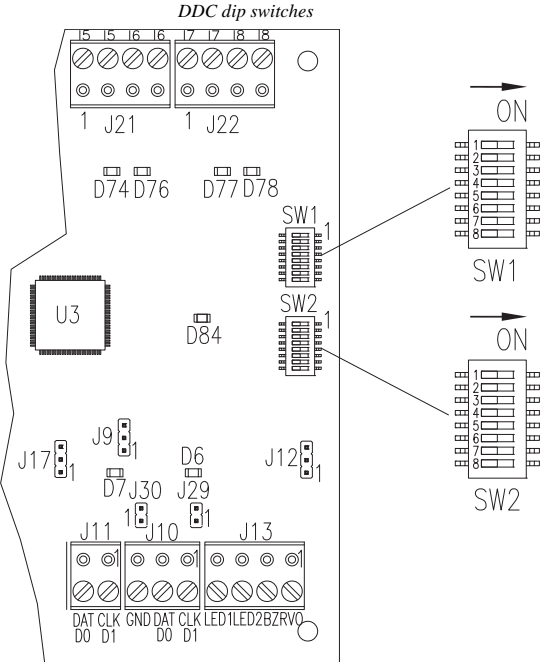 DDC dip switches
I5 I5 I6 I6 I7 I7 I8 I8
1 J21 1 J22
D74 D76 D77 D78
SW1
1
U3
SW2
1
D84
J9
1
J17
1
D6
J12
1
D7 J30 J29
1 1
J11 J10 J13
1 1 1
DAT CLK GND DAT CLK LED1 LED2 BZR VO
D0 D1 D0 D1
ON
1
2
3
4
5
6
7
8
SW1
ON
1
2
3
4
5
6
7
8
SW2